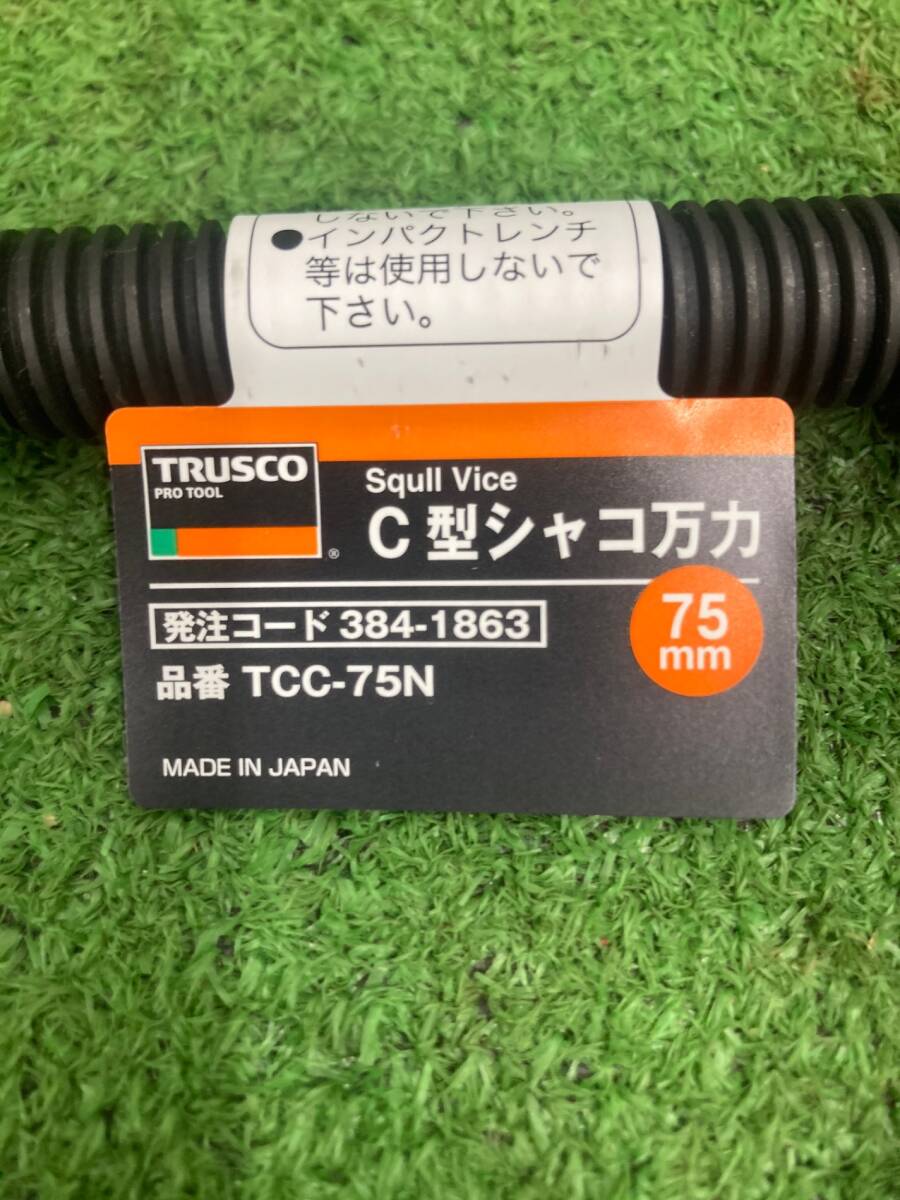 しないで下さい。
●インパクトレンチ
等は使用しないで
下さい。
TRUSCO
PRO TOOL
®
Squll Vice
C型シャコ万力
75
mm
発注コード 384-1863
品番 TCC-75N
MADE IN JAPAN